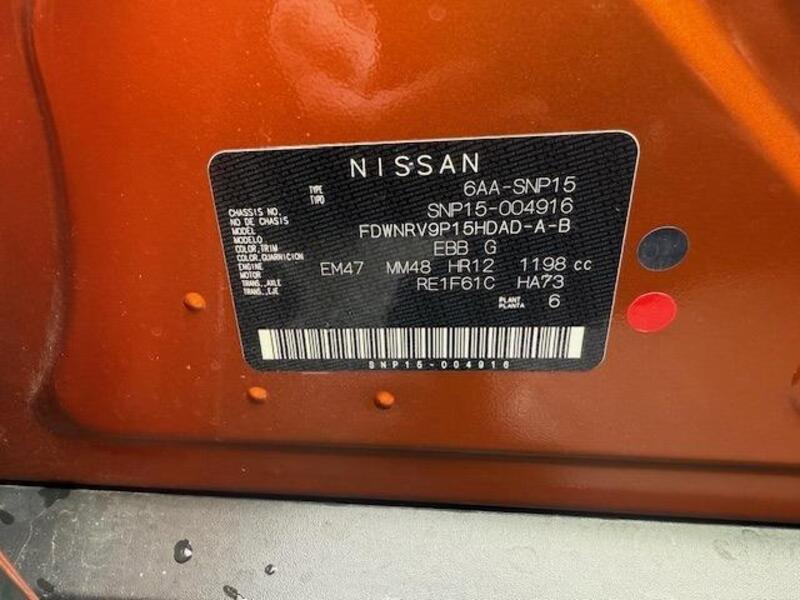 NISSAN
TYPE 6AA-SNP15
TIPO
CHASSIS NO. SNP15-004916
NO DE CHASSIS
MODEL FDWNRV9P15HDAD-A-B
MODELO
COLOR,TRIM EBB G
COLOR,GUARNICION
ENGINE EM47 MM48 HR12 1198 cc
MOTOR
TRANS.,AXLE RE1F61C HA73
TRANS.,EJE
PLANT 6
PLANTA
SNP15-004916